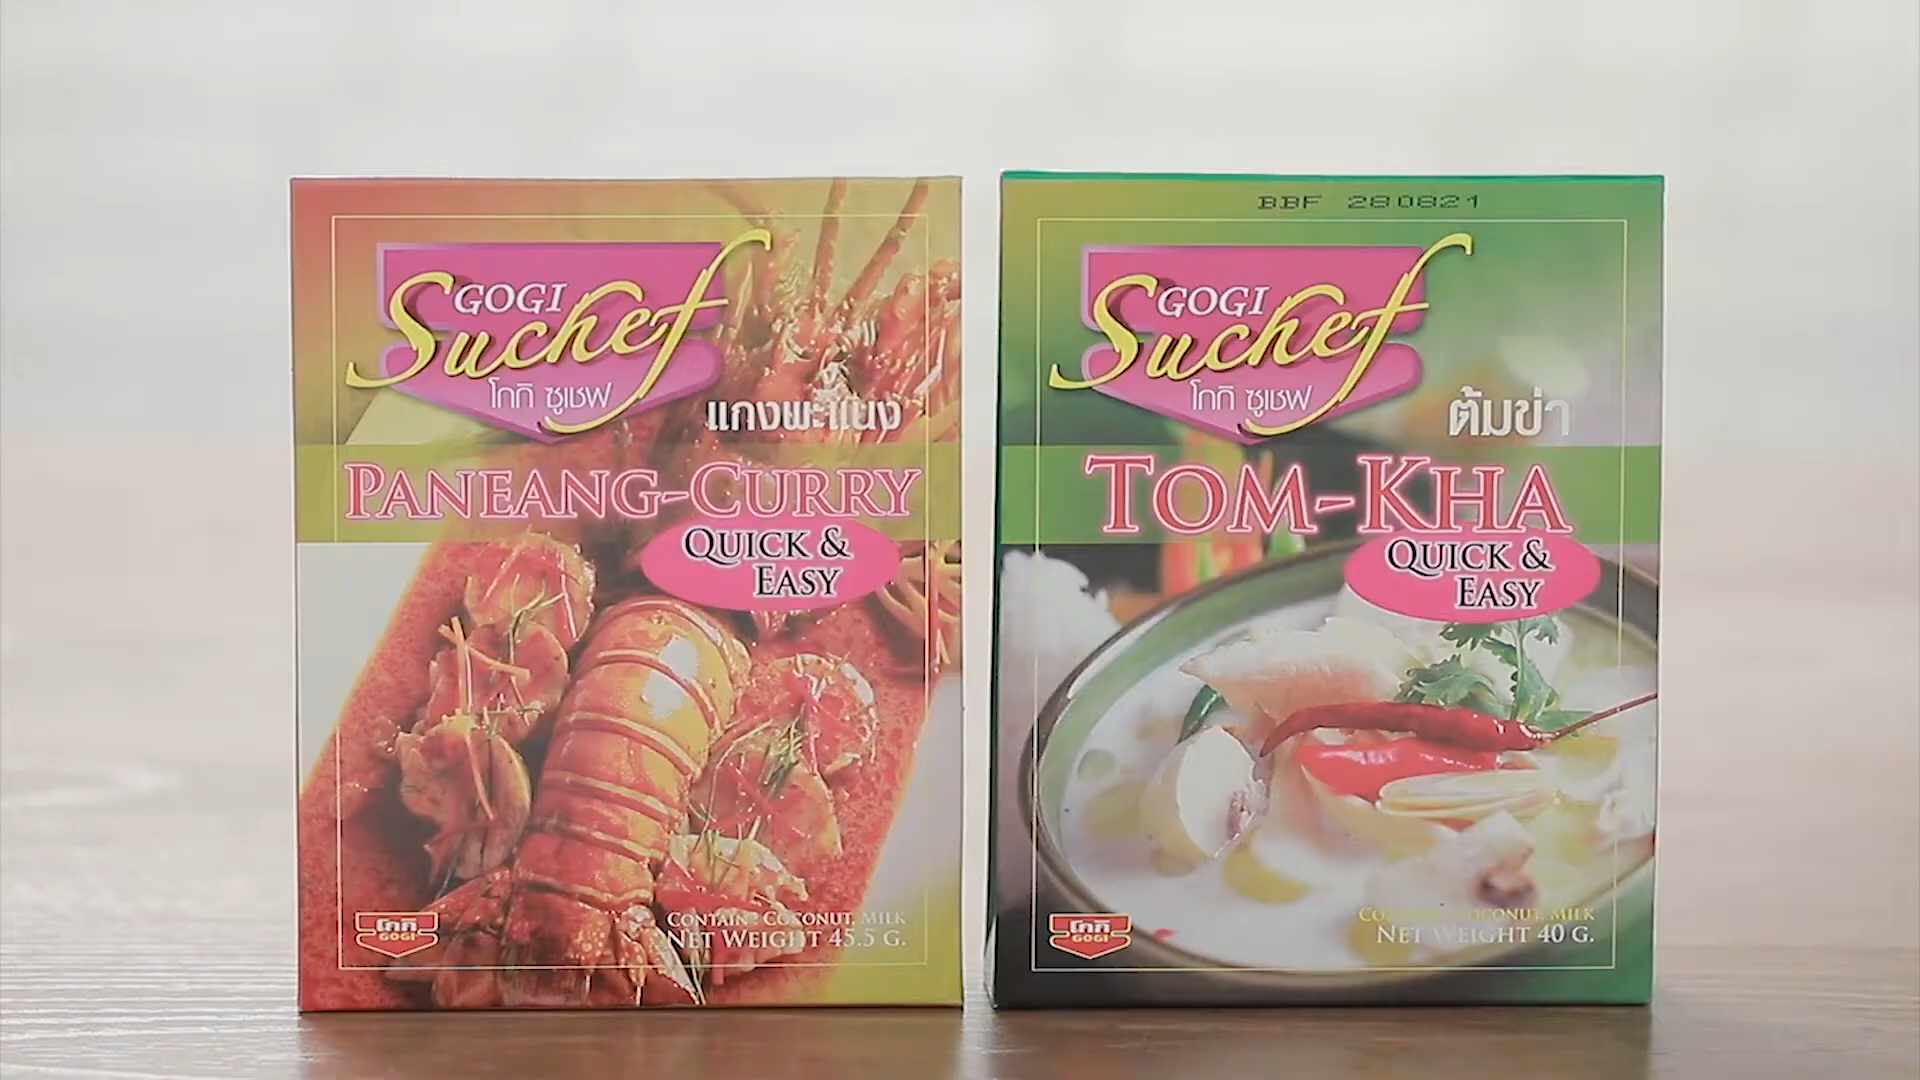 GOGI
Suchef
โกกิ ซูเชฟ
แกงพะแนง
PANEANG-CURRY
QUICK &
EASY
โกกิ
GOGI
CONTAIN : COCONUT, MILK
NET WEIGHT 45.5 G.
BBF 280821
GOGI
Suchef
โกกิ ซูเชฟ
ต้มข่า
TOM-KHA
QUICK &
EASY
โกกิ
GOGI
COCONUT, MILK
NET WEIGHT 40 G.